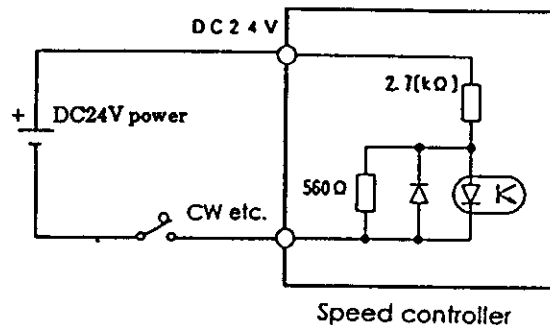 DC24V
2.7(kΩ)
+ DC24V power
560Ω
CW etc.
Speed controller